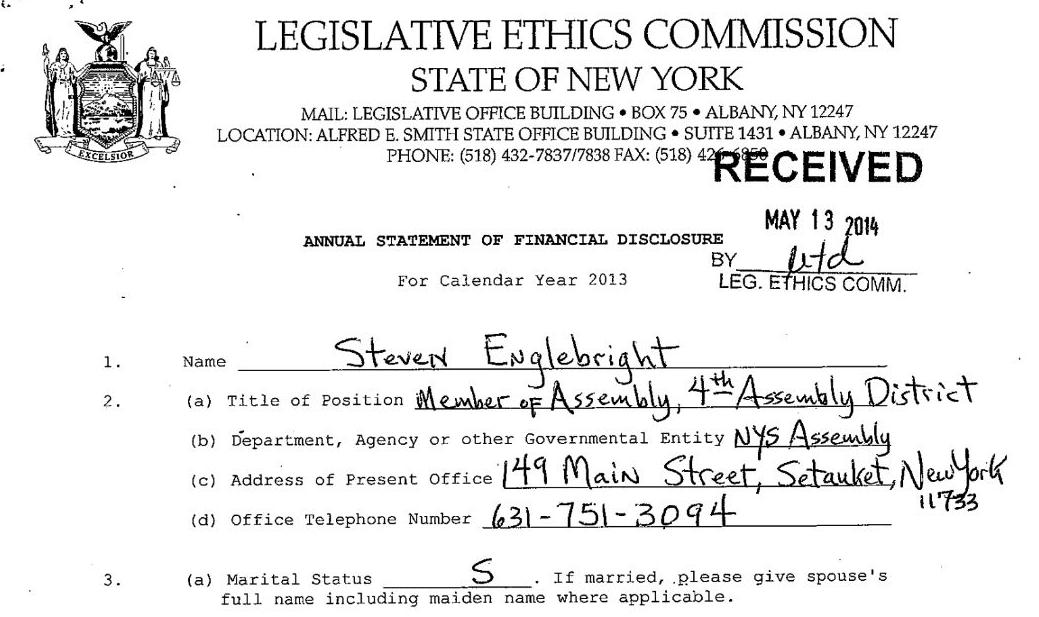 LEGISLATIVE ETHICS COMMISSION
STATE OF NEW YORK
MAIL: LEGISLATIVE OFFICE BUILDING • BOX 75 • ALBANY, NY 12247
LOCATION: ALFRED E. SMITH STATE OFFICE BUILDING • SUITE 1431 • ALBANY, NY 12247
PHONE: (518) 432-7837/7838 FAX: (518) 426-6850
EXCELSIOR
RECEIVED
MAY 13 2014
ANNUAL STATEMENT OF FINANCIAL DISCLOSURE
BY
For Calendar Year 2013
LEG. ETHICS COMM.
1. Name Steven Englebright
2. (a) Title of Position Member of Assembly, 4th Assembly District
(b) Department, Agency or other Governmental Entity NYS Assembly
(c) Address of Present Office 149 Main Street, Setauket, New York
11733
(d) Office Telephone Number 631-751-3094
3. (a) Marital Status S. If married, please give spouse's
full name including maiden name where applicable.